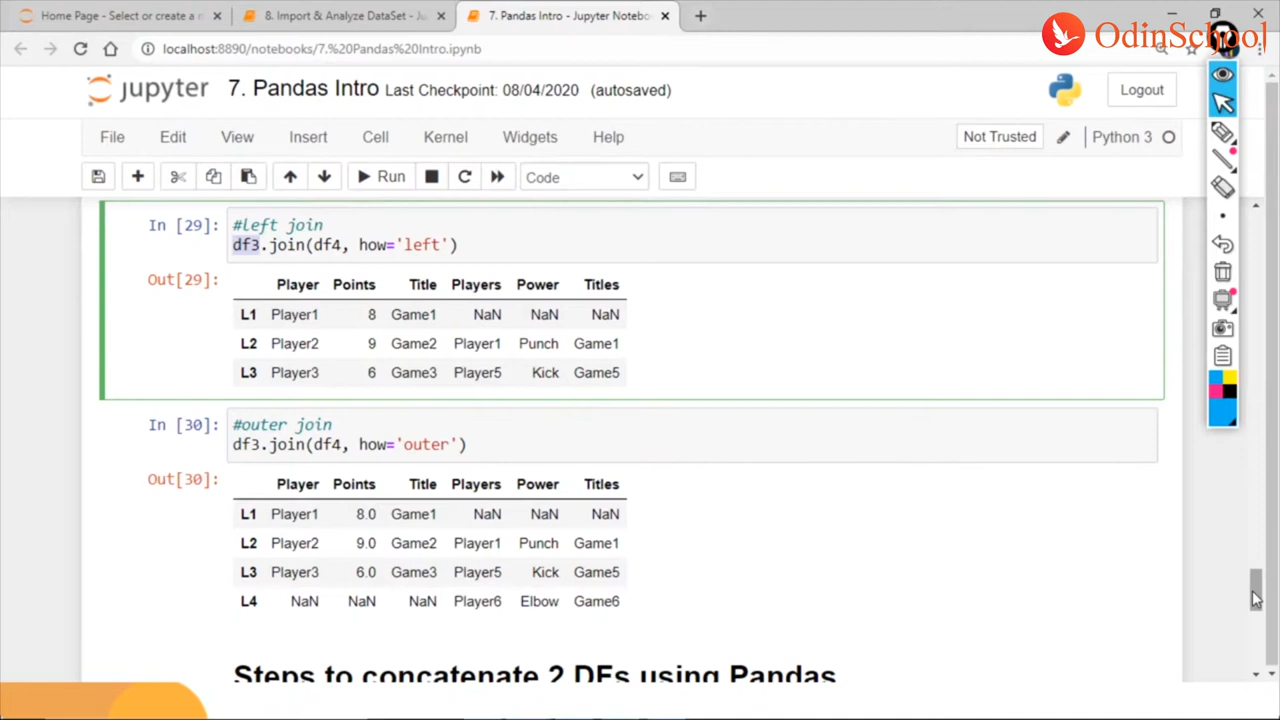 Home Page - Select or create a n
8. Import & Analyze DataSet - Ju
7. Pandas Intro - Jupyter Notebo
OdinSchool
localhost:8890/notebooks/7.%20Pandas%20Intro.ipynb
jupyter 7. Pandas Intro Last Checkpoint: 08/04/2020 (autosaved)
Logout
File Edit View Insert Cell Kernel Widgets Help
Not Trusted Python 3
Run Code
In [29]: #left join
df3.join(df4, how='left')
Out[29]:
Player Points Title Players Power Titles
L1 Player1 8 Game1 NaN NaN NaN
L2 Player2 9 Game2 Player1 Punch Game1
L3 Player3 6 Game3 Player5 Kick Game5
In [30]: #outer join
df3.join(df4, how='outer')
Out[30]:
Player Points Title Players Power Titles
L1 Player1 8.0 Game1 NaN NaN NaN
L2 Player2 9.0 Game2 Player1 Punch Game1
L3 Player3 6.0 Game3 Player5 Kick Game5
L4 NaN NaN NaN Player6 Elbow Game6
Steps to concatenate 2 DFs using Pandas